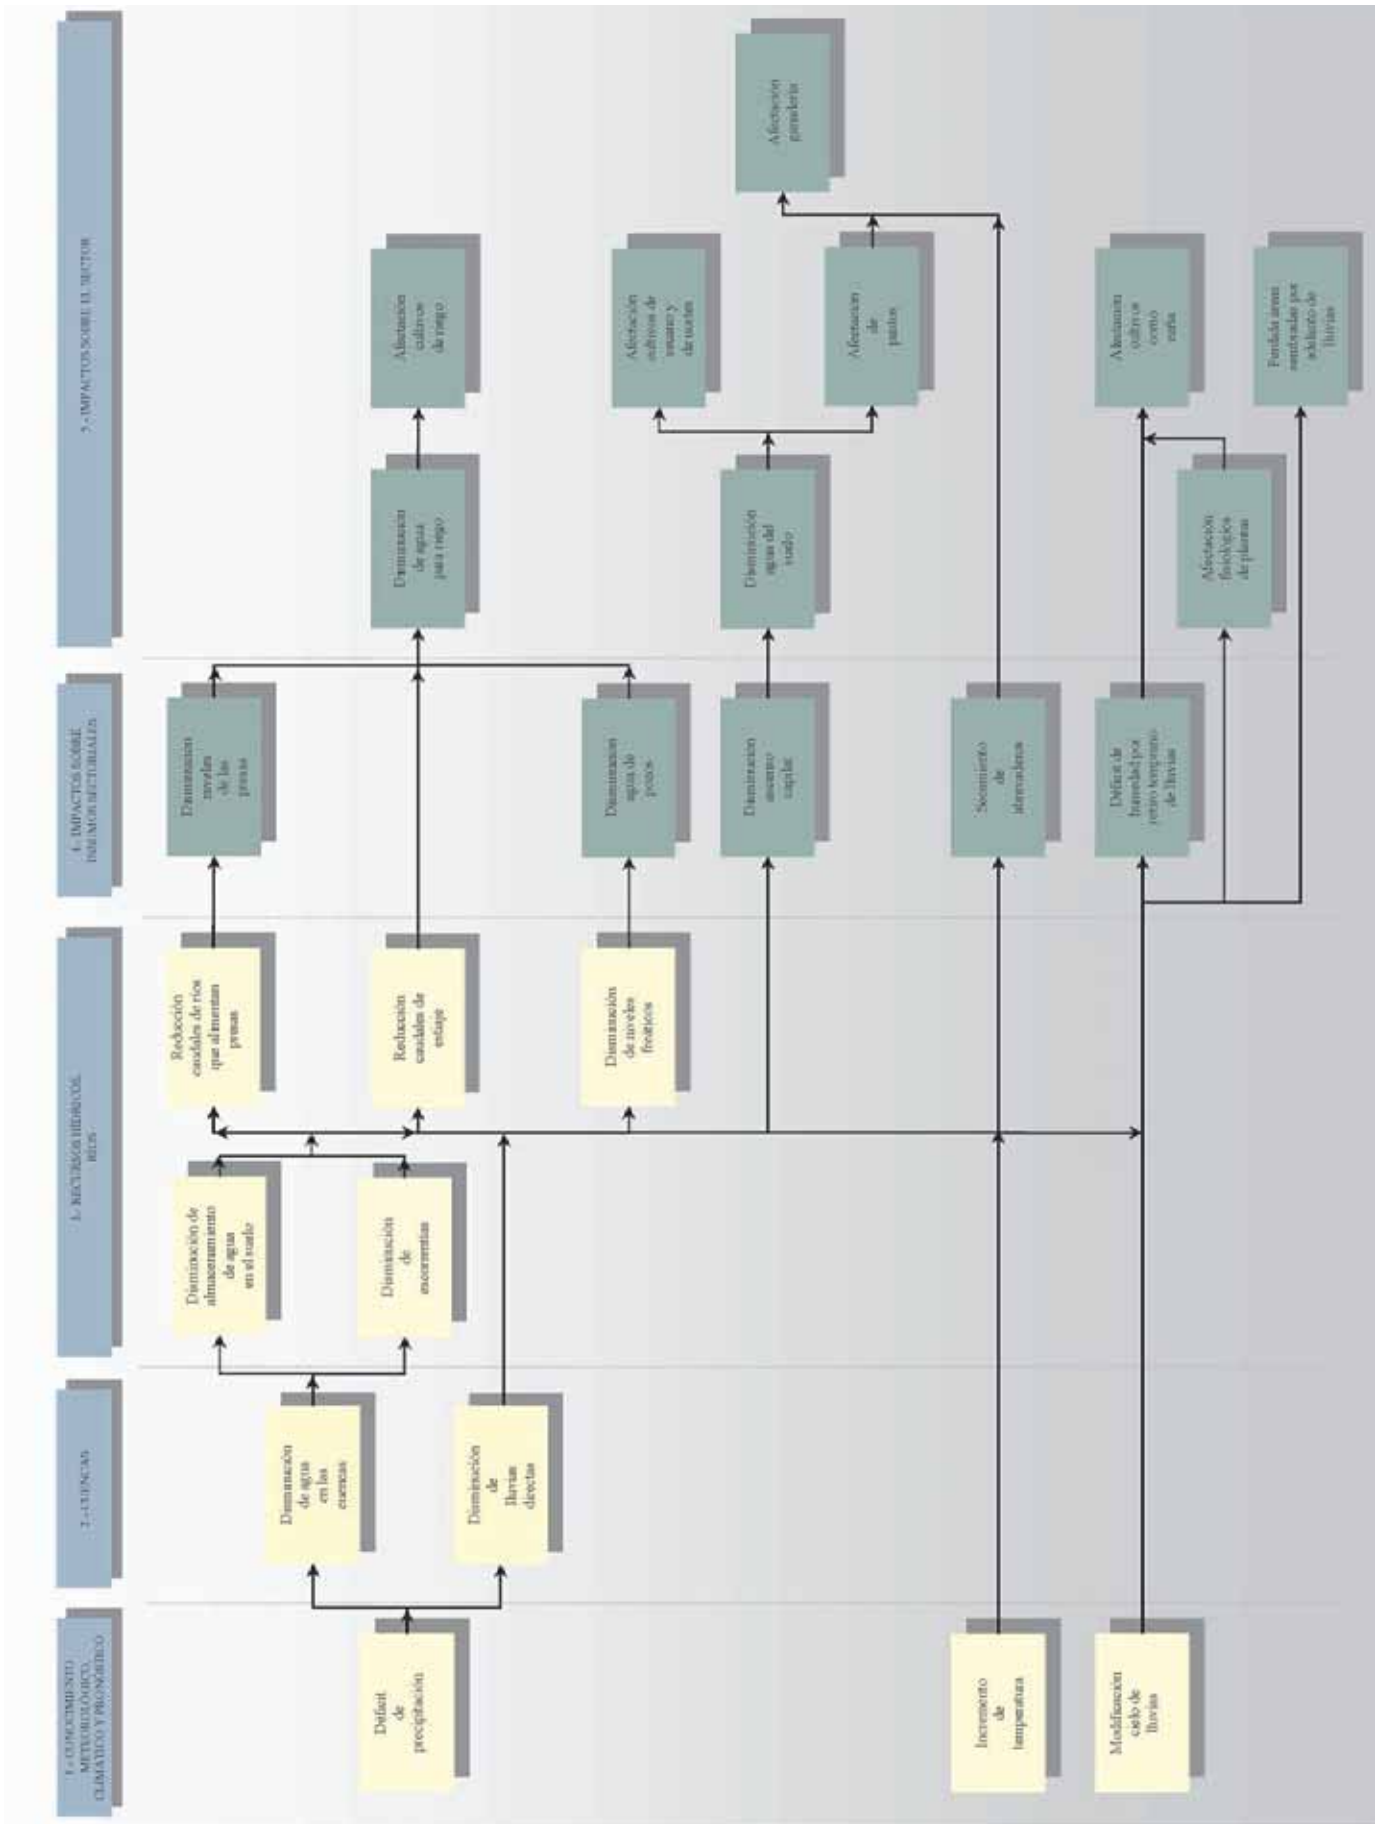 1.- CONOCIMIENTO
METEOROLÓGICO,
CLIMÁTICO Y PRONÓSTICO
2.- CUENCAS
3.- RECURSOS HÍDRICOS,
RÍOS
4.- IMPACTOS SOBRE
INSUMOS SECTORIALES
5.- IMPACTOS SOBRE EL SECTOR
Déficit
de
precipitación
Incremento
de
temperatura
Modificación
ciclo de
lluvias
Disminución
de agua
en las
cuencas
Disminución
de
lluvias
directas
Disminución de
almacenamiento
de agua
en el suelo
Disminución
de
escorrentías
Reducción
caudales de ríos
que alimentan
presas
Reducción
caudales de
estiaje
Disminución
de niveles
freáticos
Disminución
niveles
de las
presas
Disminución
agua de
pozos
Disminución
ascenso
capilar
Secamiento
de
abrevaderos
Déficit de
humedad por
retiro temprano
de lluvias
Disminución
de agua
para riego
Disminución
agua del
suelo
Afectación
fisiológica
de plantas
Afectación
cultivos
de riego
Afectación
cultivos de
verano y
de nortes
Afectación
de
pastos
Afectación
cultivos
como
caña
Pérdida áreas
sembradas por
adelanto de
lluvias
Afectación
ganadería